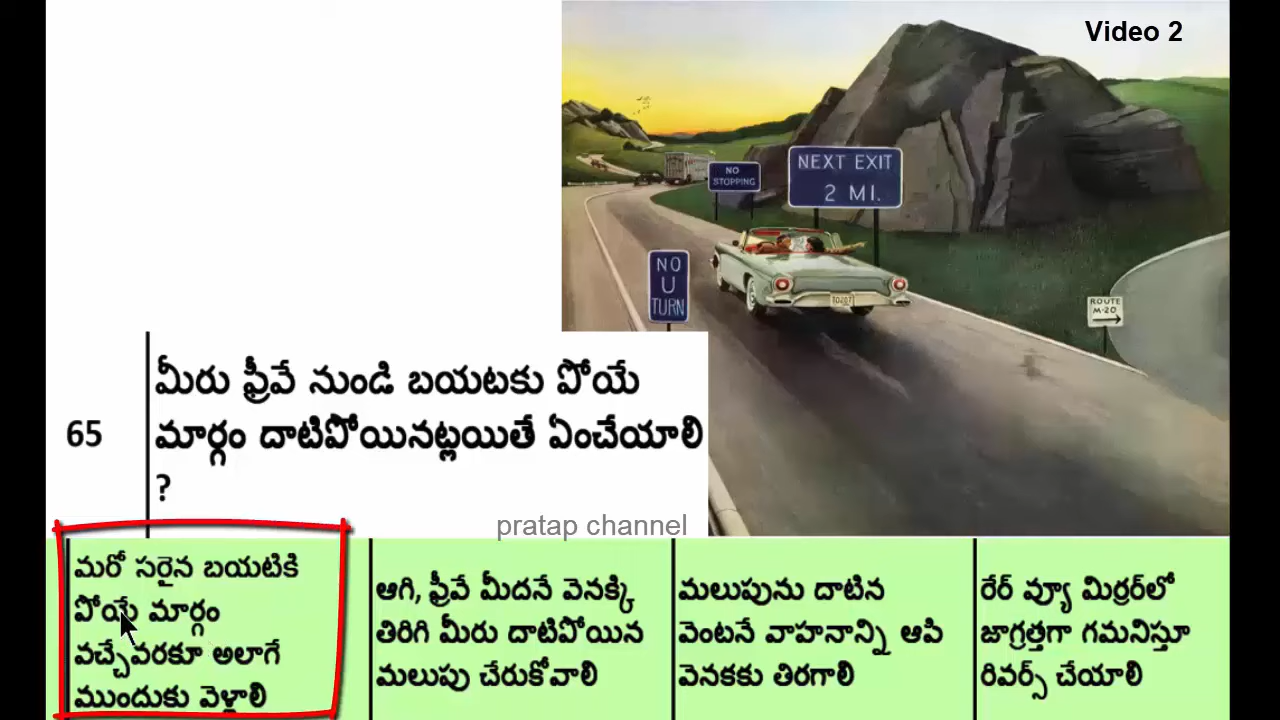 Video 2
NO
STOPPING
NEXT EXIT
2 MI.
NO
U
TURN
ROUTE
M-20
65
మీరు ఫ్రీవే నుండి బయటకు పోయే
మార్గం దాటిపోయినట్లయితే ఏంచేయాలి
?
pratap channel
మరో సరైన బయటికి
పోయే మార్గం
వచ్చేవరకూ అలాగే
ముందుకు వెళ్లాలి
ఆగి, ఫ్రీవే మీదనే వెనక్కి
తిరిగి మీరు దాటిపోయిన
మలుపు చేరుకోవాలి
మలుపును దాటిన
వెంటనే వాహనాన్ని ఆపి
వెనకకు తిరగాలి
రేర్ వ్యూ మిర్రర్‌లో
జాగ్రత్తగా గమనిస్తూ
రివర్స్ చేయాలి